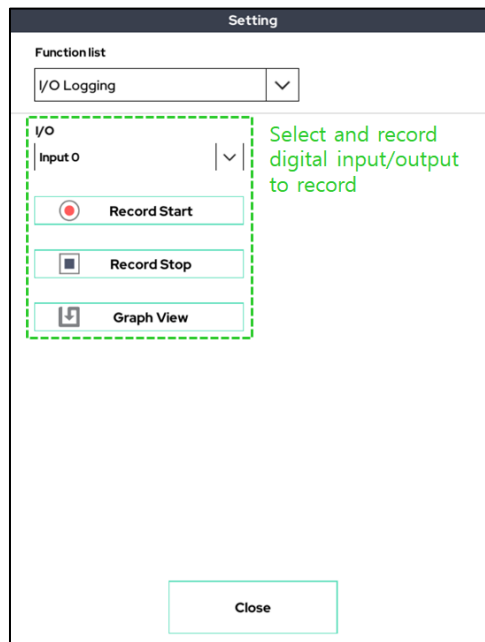 Setting
Function list
I/O Logging
I/O
Input 0
Select and record
digital input/output
to record
Record Start
Record Stop
Graph View
Close